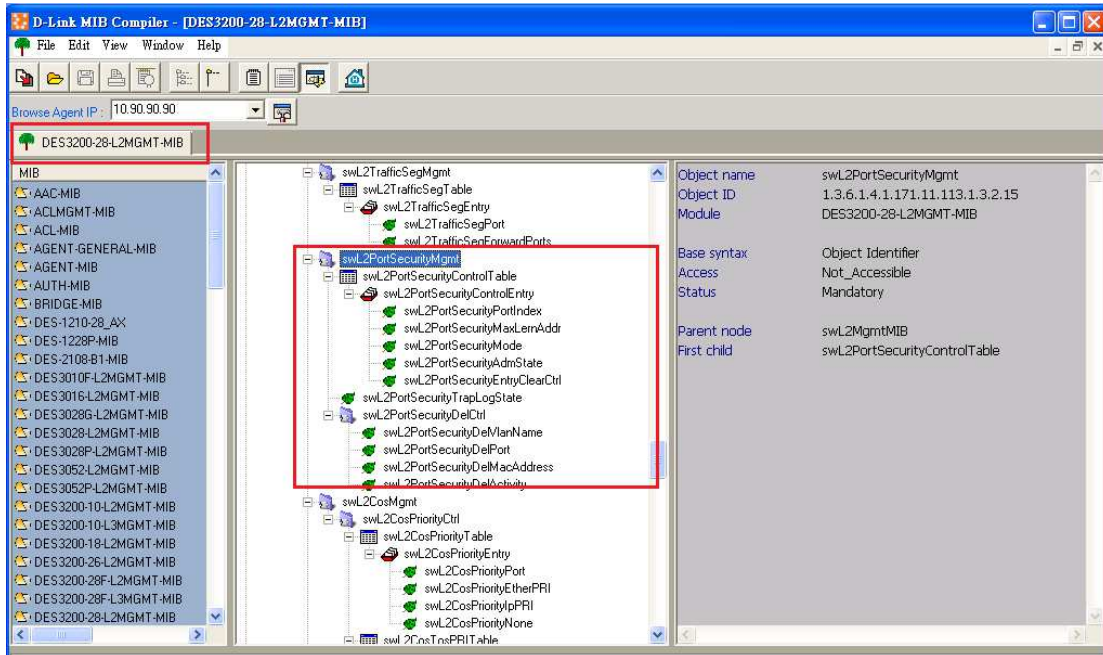 D-Link MIB Compiler - [DES3200-28-L2MGMT-MIB]
File Edit View Window Help
Browse Agent IP : 10.90.90.90
DES3200-28-L2MGMT-MIB
MIB
AAC-MIB
ACLMGMT-MIB
ACL-MIB
AGENT-GENERAL-MIB
AGENT-MIB
AUTH-MIB
BRIDGE-MIB
DES-1210-28_AX
DES-1228P-MIB
DES-2108-B1-MIB
DES3010F-L2MGMT-MIB
DES3016-L2MGMT-MIB
DES3028G-L2MGMT-MIB
DES3028-L2MGMT-MIB
DES3028P-L2MGMT-MIB
DES3052-L2MGMT-MIB
DES3052P-L2MGMT-MIB
DES3200-10-L2MGMT-MIB
DES3200-10-L3MGMT-MIB
DES3200-18-L2MGMT-MIB
DES3200-26-L2MGMT-MIB
DES3200-28F-L2MGMT-MIB
DES3200-28F-L3MGMT-MIB
DES3200-28-L2MGMT-MIB
swL2TrafficSegMgmt
swL2TrafficSegTable
swL2TrafficSegEntry
swL2TrafficSegPort
swL2TrafficSegForwardPorts
swL2PortSecurityMgmt
swL2PortSecurityControlTable
swL2PortSecurityControlEntry
swL2PortSecurityPortIndex
swL2PortSecurityMaxLernAddr
swL2PortSecurityMode
swL2PortSecurityAdmState
swL2PortSecurityEntryClearCtrl
swL2PortSecurityTrapLogState
swL2PortSecurityDelCtrl
swL2PortSecurityDelVlanName
swL2PortSecurityDelPort
swL2PortSecurityDelMacAddress
swL2PortSecurityDelActivity
swL2CosMgmt
swL2CosPriorityCtrl
swL2CosPriorityTable
swL2CosPriorityEntry
swL2CosPriorityPort
swL2CosPriorityEtherPRI
swL2CosPriorityIpPRI
swL2CosPriorityNone
swL2CosTosPRITable
Object name swL2PortSecurityMgmt
Object ID 1.3.6.1.4.1.171.11.113.1.3.2.15
Module DES3200-28-L2MGMT-MIB
Base syntax Object Identifier
Access Not_Accessible
Status Mandatory
Parent node swL2MgmtMIB
First child swL2PortSecurityControlTable